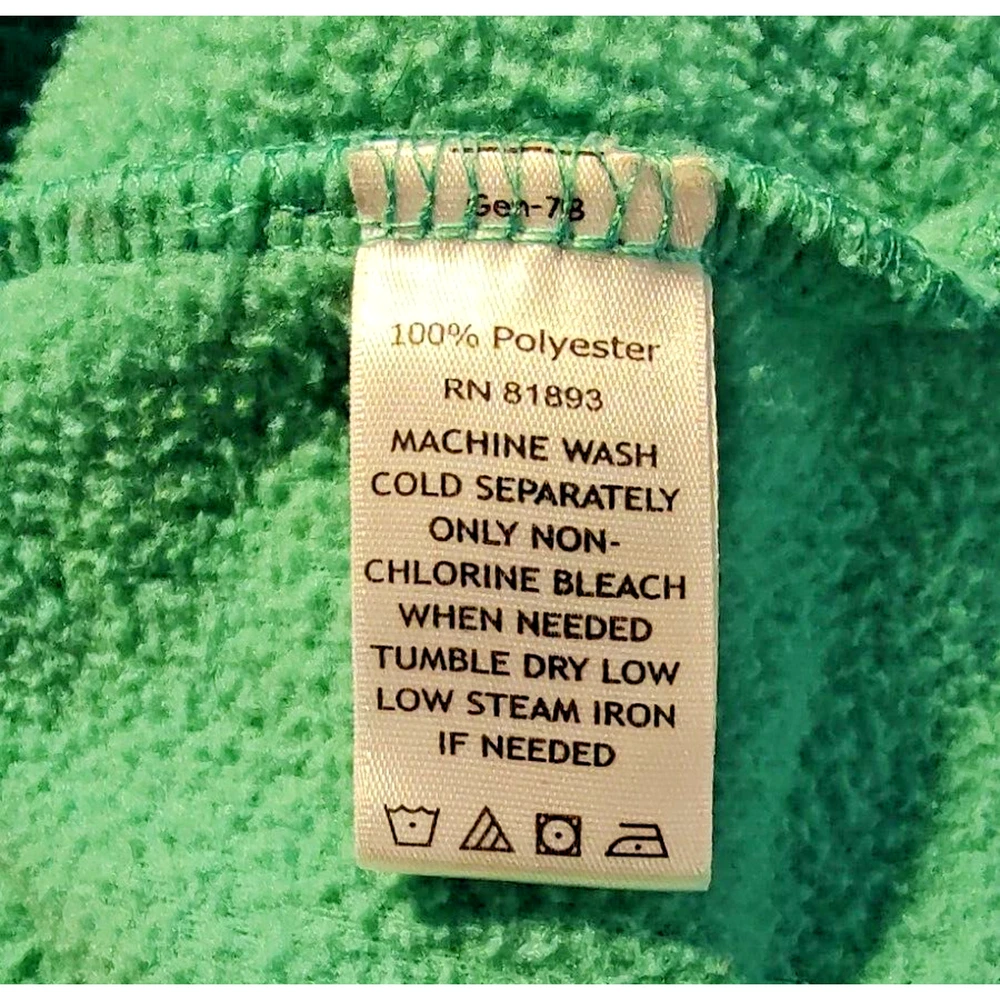 Gen-78
100% Polyester
RN 81893
MACHINE WASH
COLD SEPARATELY
ONLY NON-
CHLORINE BLEACH
WHEN NEEDED
TUMBLE DRY LOW
LOW STEAM IRON
IF NEEDED